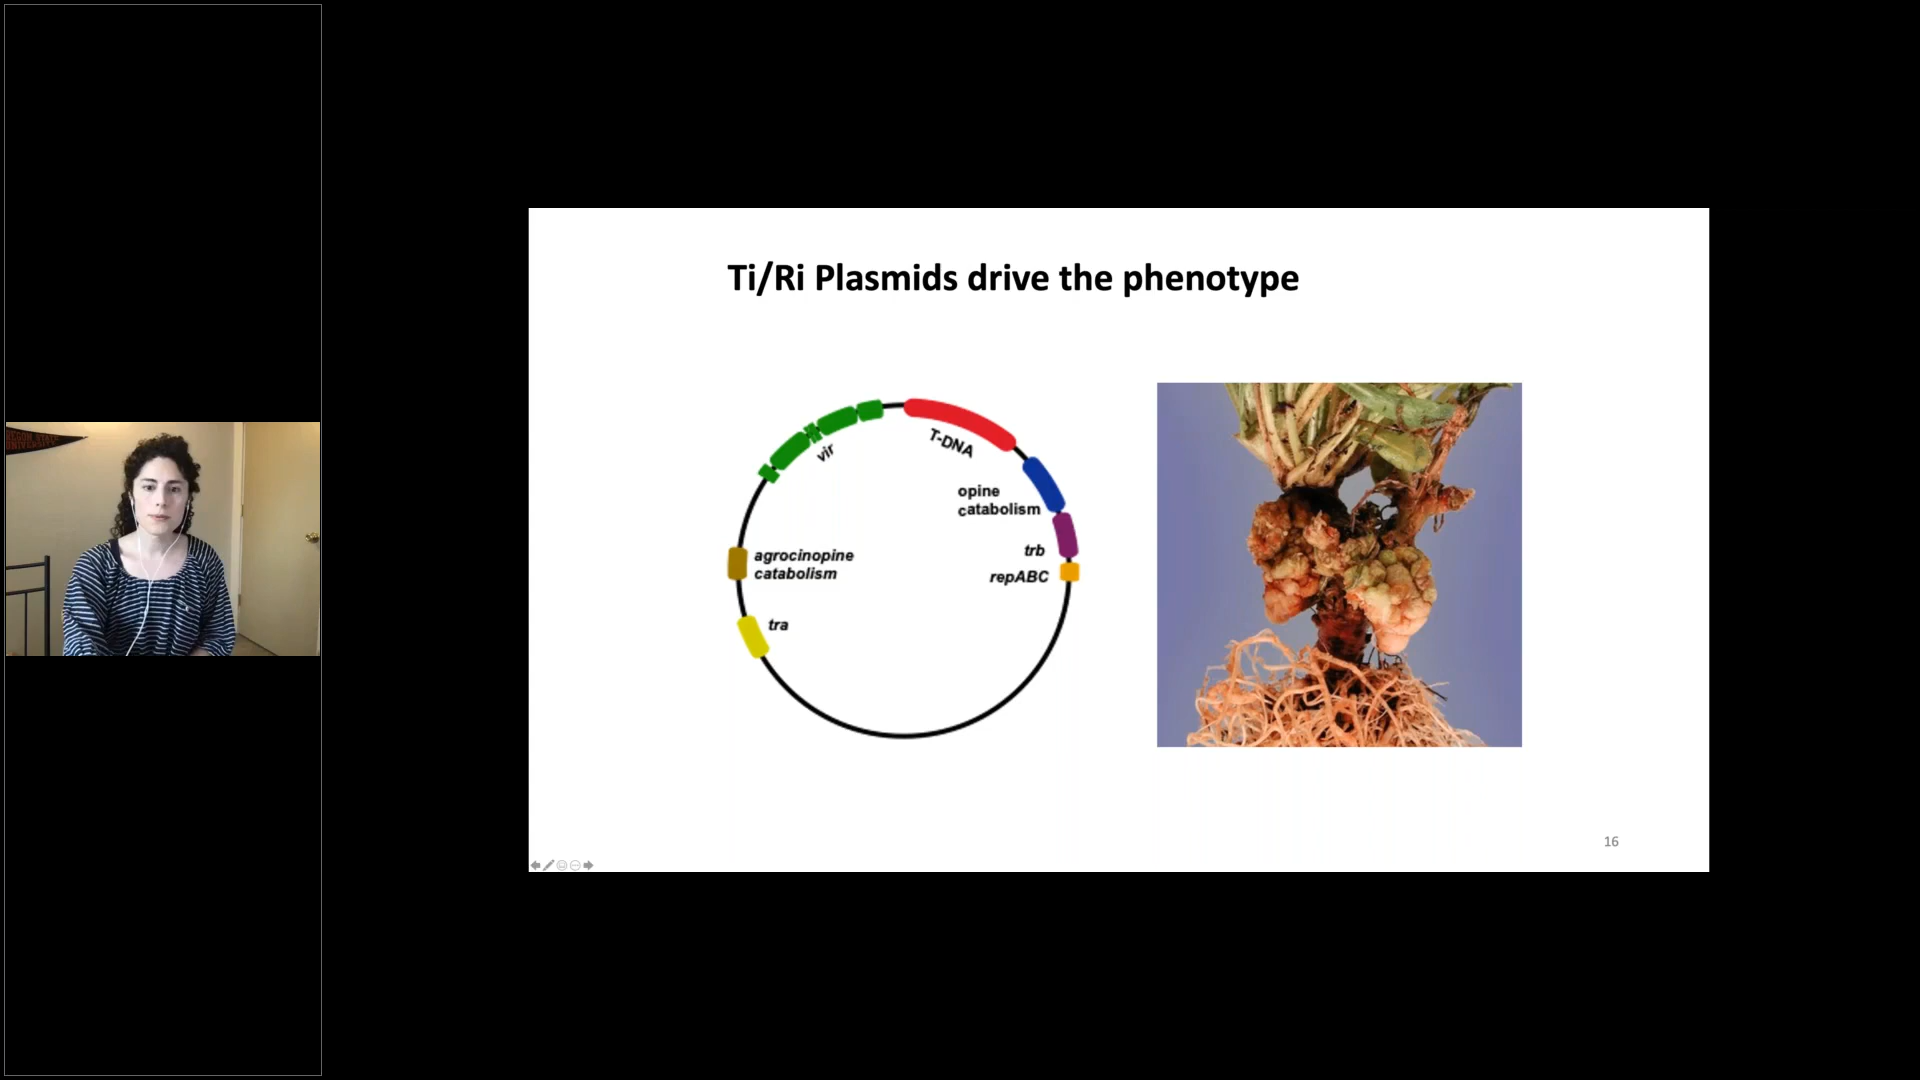 Ti/Ri Plasmids drive the phenotype
vir
T-DNA
opine
catabolism
trb
repABC
agrocinopine
catabolism
tra
16